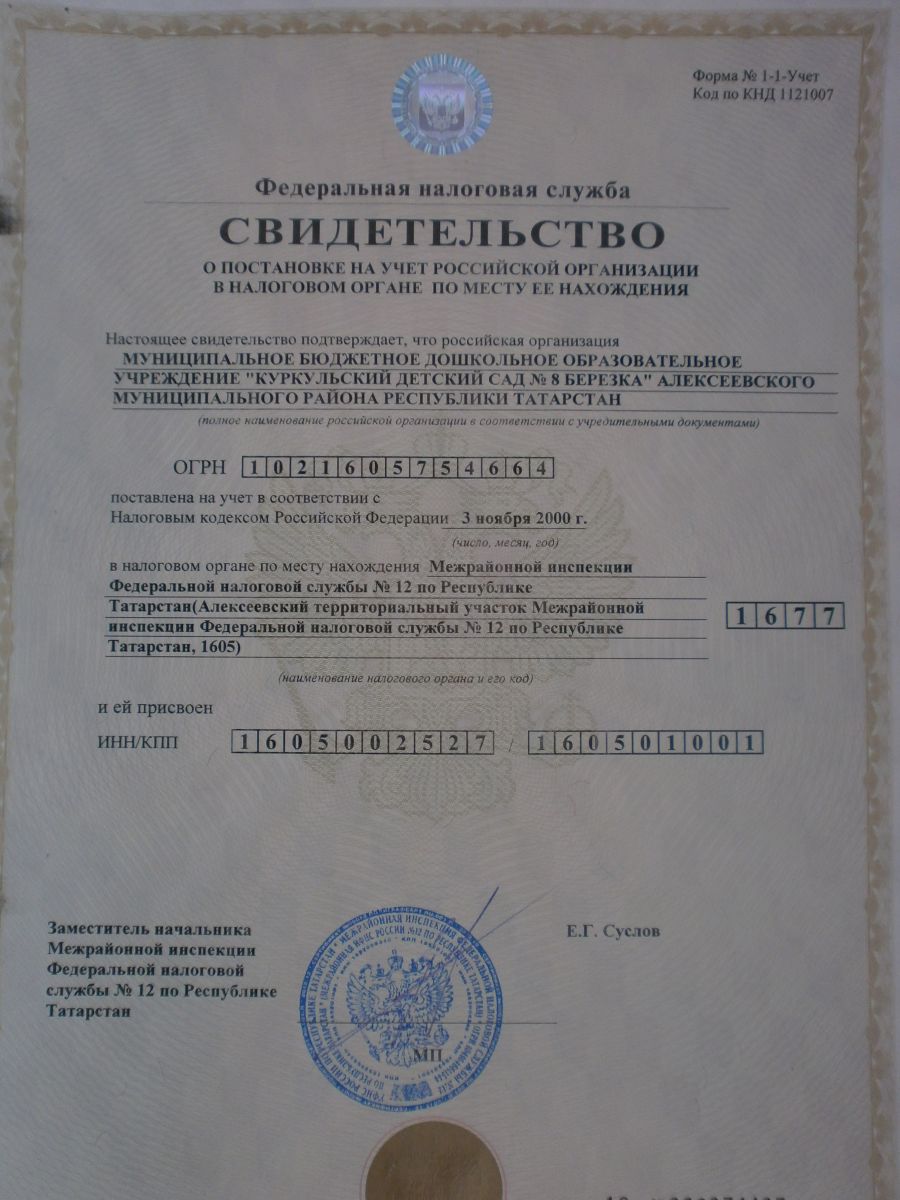 Форма № 1-1-Учет
Код по КНД 1121007
Федеральная налоговая служба
СВИДЕТЕЛЬСТВО
О ПОСТАНОВКЕ НА УЧЕТ РОССИЙСКОЙ ОРГАНИЗАЦИИ
В НАЛОГОВОМ ОРГАНЕ ПО МЕСТУ ЕЕ НАХОЖДЕНИЯ
Настоящее свидетельство подтверждает, что российская организация
МУНИЦИПАЛЬНОЕ БЮДЖЕТНОЕ ДОШКОЛЬНОЕ ОБРАЗОВАТЕЛЬНОЕ
УЧРЕЖДЕНИЕ "КУРКУЛЬСКИЙ ДЕТСКИЙ САД № 8 БЕРЕЗКА" АЛЕКСЕЕВСКОГО
МУНИЦИПАЛЬНОГО РАЙОНА РЕСПУБЛИКИ ТАТАРСТАН
(полное наименование российской организации в соответствии с учредительными документами)
ОГРН 1021605754664
поставлена на учет в соответствии с
Налоговым кодексом Российской Федерации 3 ноября 2000 г.
(число, месяц, год)
в налоговом органе по месту нахождения Межрайонной инспекции
Федеральной налоговой службы № 12 по Республике
Татарстан(Алексеевский территориальный участок Межрайонной
инспекции Федеральной налоговой службы № 12 по Республике
Татарстан, 1605)
1677
(наименование налогового органа и его код)
и ей присвоен
ИНН/КПП 1605002527 / 160501001
Заместитель начальника
Межрайонной инспекции
Федеральной налоговой
службы № 12 по Республике
Татарстан
Е.Г. Суслов
МП